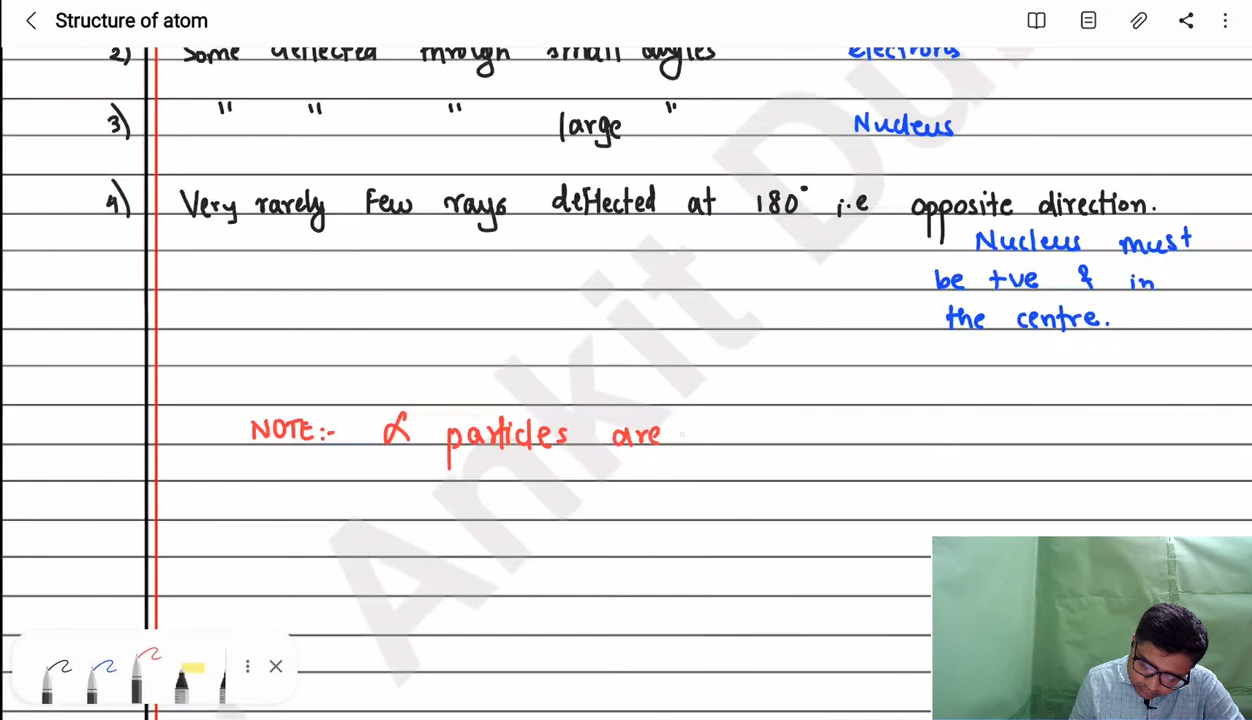 Structure of atom
2) Some deflected through small angles electrons
3) " " " large " Nucleus
4) Very rarely Few rays deflected at 180° i.e opposite direction.
Nucleus must
be +ve & in
the centre.
NOTE:- α particles are
Ankit Du